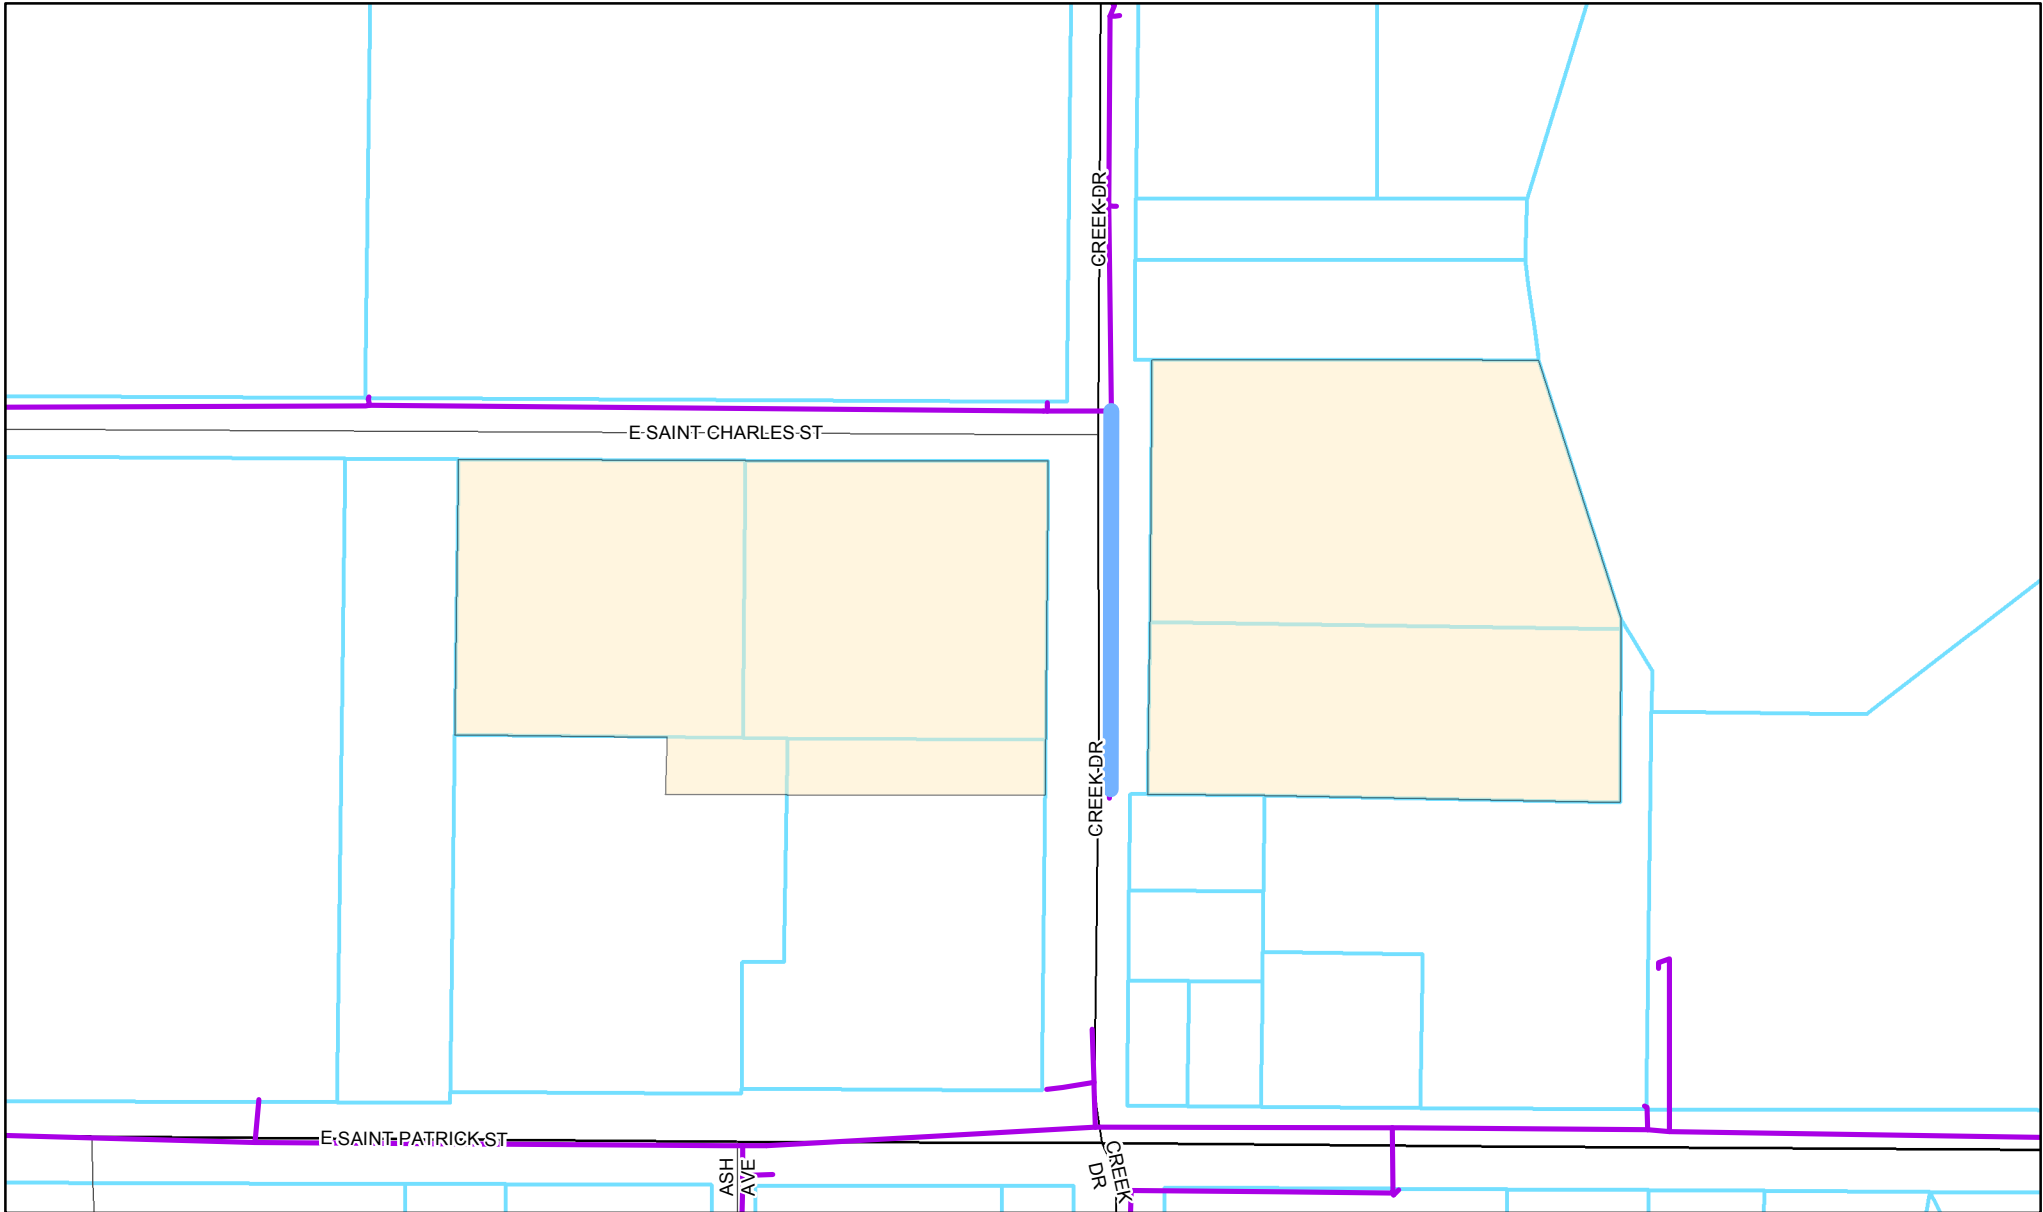 CREEK DR
E SAINT CHARLES ST
CREEK DR
E SAINT PATRICK ST
ASH
AVE
CREEK
DR